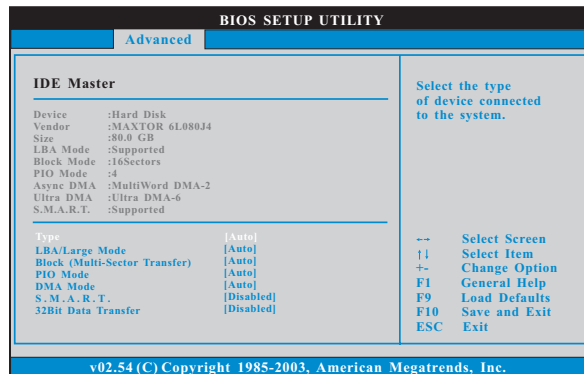 BIOS SETUP UTILITY
Advanced
IDE Master
Device :Hard Disk
Vendor :MAXTOR 6L080J4
Size :80.0 GB
LBA Mode :Supported
Block Mode :16Sectors
PIO Mode :4
Async DMA :MultiWord DMA-2
Ultra DMA :Ultra DMA-6
S.M.A.R.T. :Supported
Type [Auto]
LBA/Large Mode [Auto]
Block (Multi-Sector Transfer) [Auto]
PIO Mode [Auto]
DMA Mode [Auto]
S.M.A.R.T. [Disabled]
32Bit Data Transfer [Disabled]
Select the type
of device connected
to the system.
←→ Select Screen
↑↓ Select Item
+- Change Option
F1 General Help
F9 Load Defaults
F10 Save and Exit
ESC Exit
v02.54 (C) Copyright 1985-2003, American Megatrends, Inc.